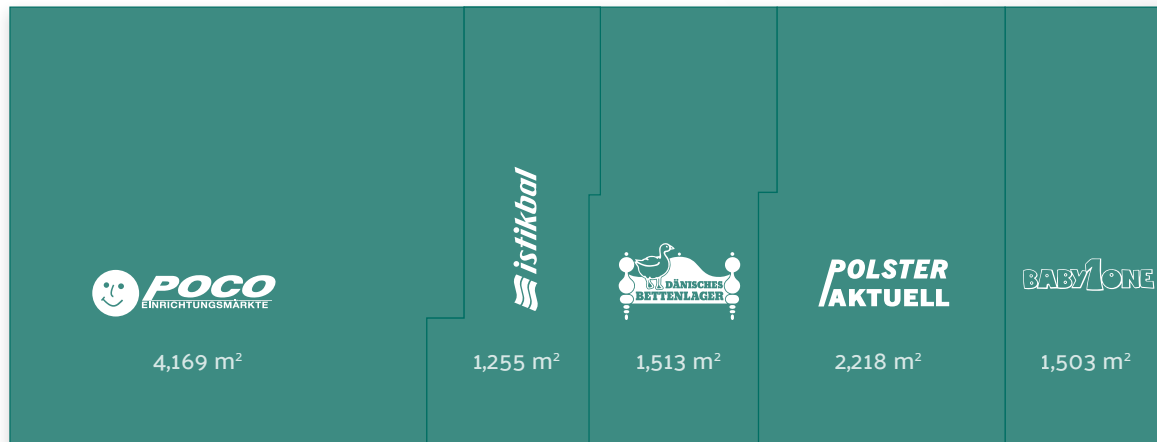 POCO
EINRICHTUNGSMÄRKTE
4,169 m²
istikbal
1,255 m²
DÄNISCHES
BETTENLAGER
1,513 m²
POLSTER
AKTUELL
2,218 m²
BABY1ONE
1,503 m²